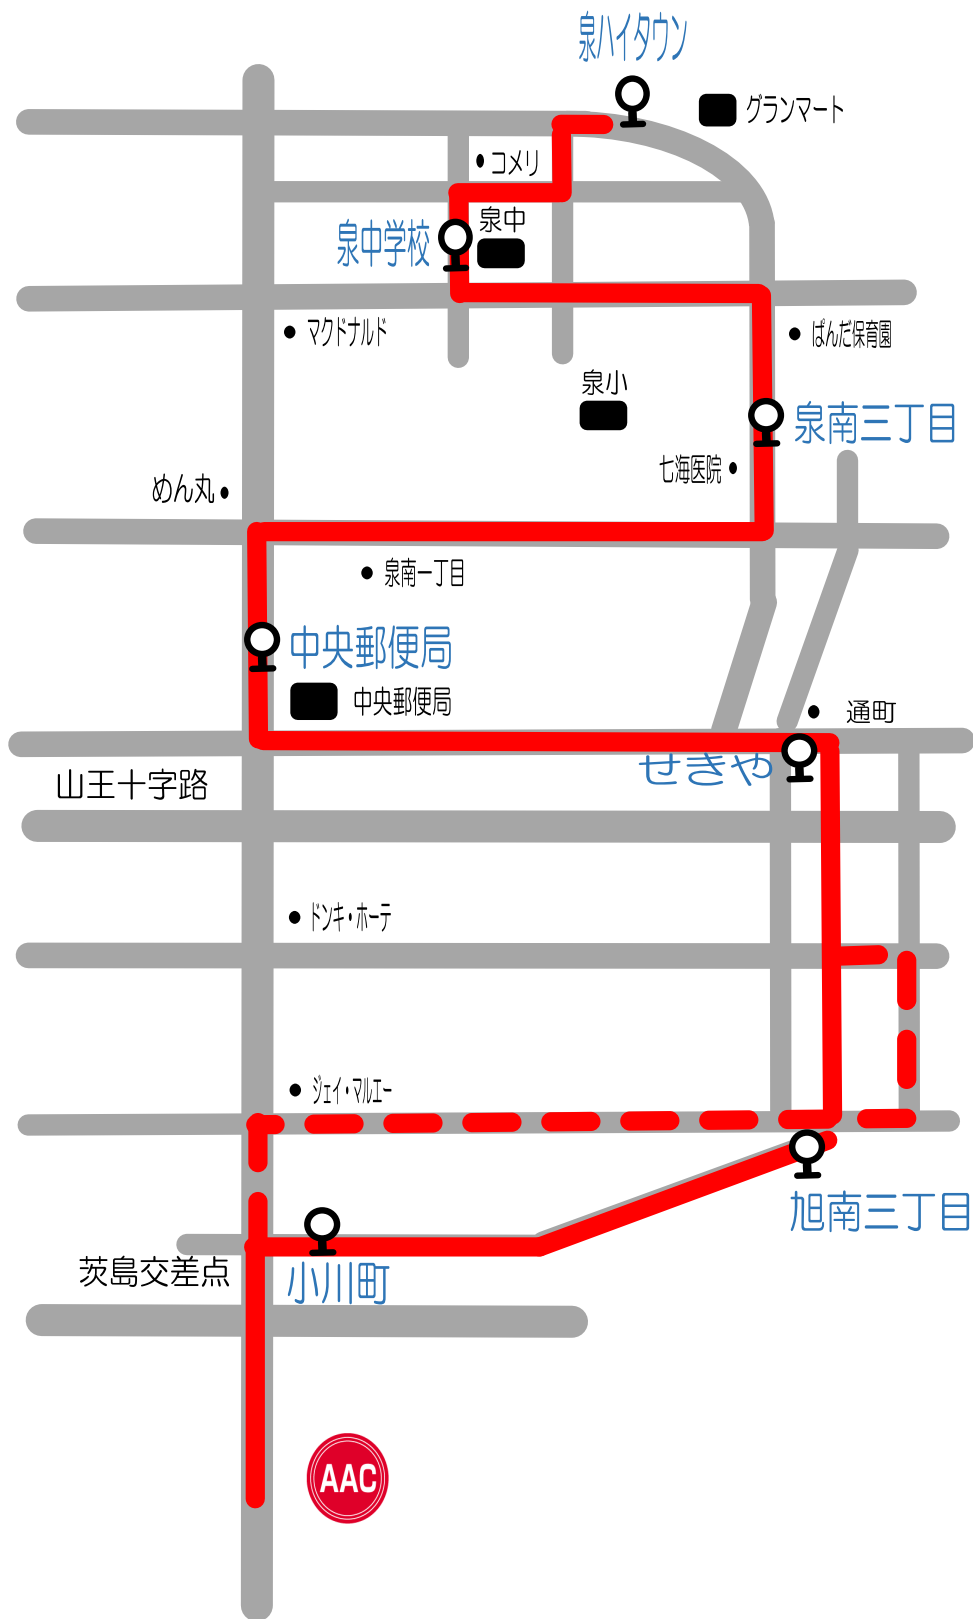 泉ハイタウン
グランマート
コメリ
泉中
泉中学校
マクドナルド
ぱんだ保育園
泉小
泉南三丁目
七海医院
めん丸
泉南一丁目
中央郵便局
中央郵便局
通町
せきや
山王十字路
ドンキ・ホーテ
ジェイ・マルエー
旭南三丁目
茨島交差点
小川町
AAC